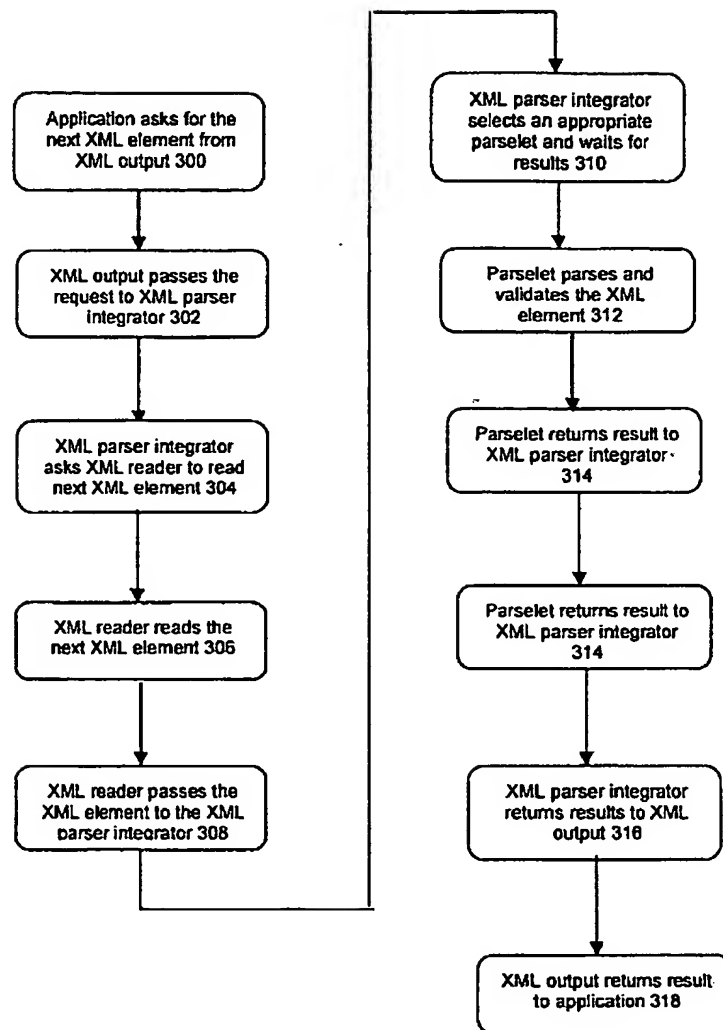 Application asks for the
next XML element from
XML output 300
XML output passes the
request to XML parser
integrator 302
XML parser integrator
asks XML reader to read
next XML element 304
XML reader reads the
next XML element 306
XML reader passes the
XML element to the XML
parser integrator 308
XML parser integrator
selects an appropriate
parselet and waits for
results 310
Parselet parses and
validates the XML
element 312
Parselet returns result to
XML parser integrator
314
Parselet returns result to
XML parser integrator
314
XML parser integrator
returns results to XML
output 316
XML output returns result
to application 318